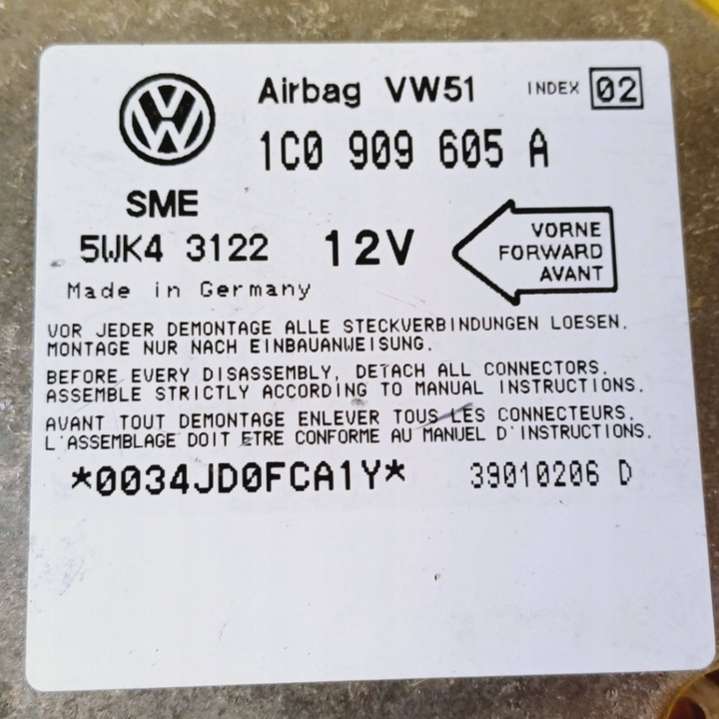 Airbag VW51 INDEX 02
1C0 909 605 A
SME
5WK4 3122 12V
VORNE
FORWARD
AVANT
Made in Germany
VOR JEDER DEMONTAGE ALLE STECKVERBINDUNGEN LOESEN.
MONTAGE NUR NACH EINBAUANWEISUNG.
BEFORE EVERY DISASSEMBLY, DETACH ALL CONNECTORS.
ASSEMBLE STRICTLY ACCORDING TO MANUAL INSTRUCTIONS.
AVANT TOUT DEMONTAGE ENLEVER TOUS LES CONNECTEURS.
L'ASSEMBLAGE DOIT ETRE CONFORME AU MANUEL D'INSTRUCTIONS.
*0034JD0FCA1Y* 39010206 D